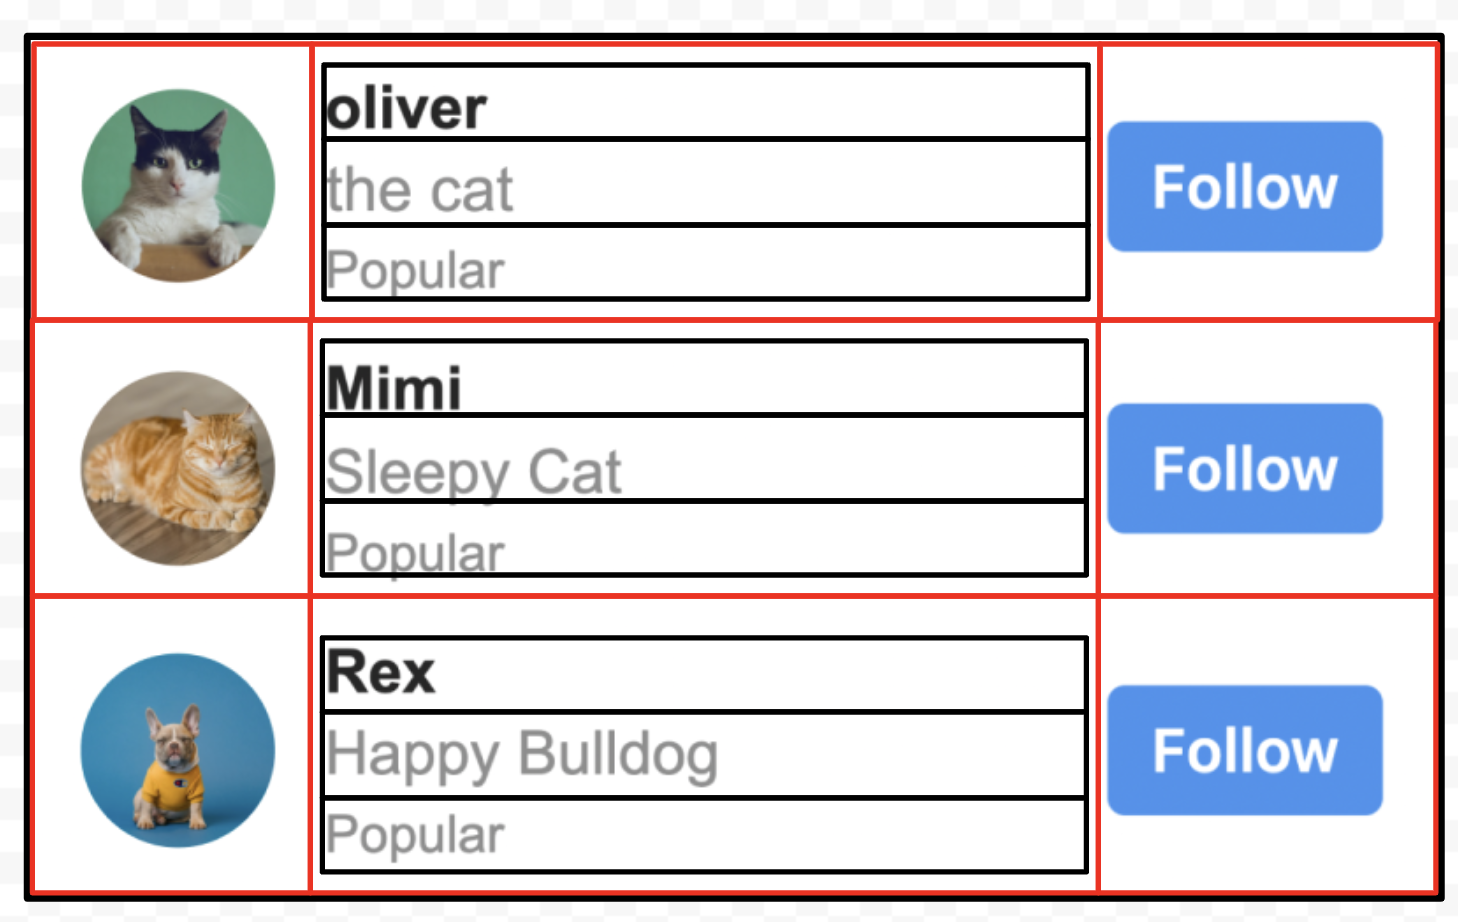 oliver
the cat
Popular
Follow
Mimi
Sleepy Cat
Popular
Follow
Rex
Happy Bulldog
Popular
Follow